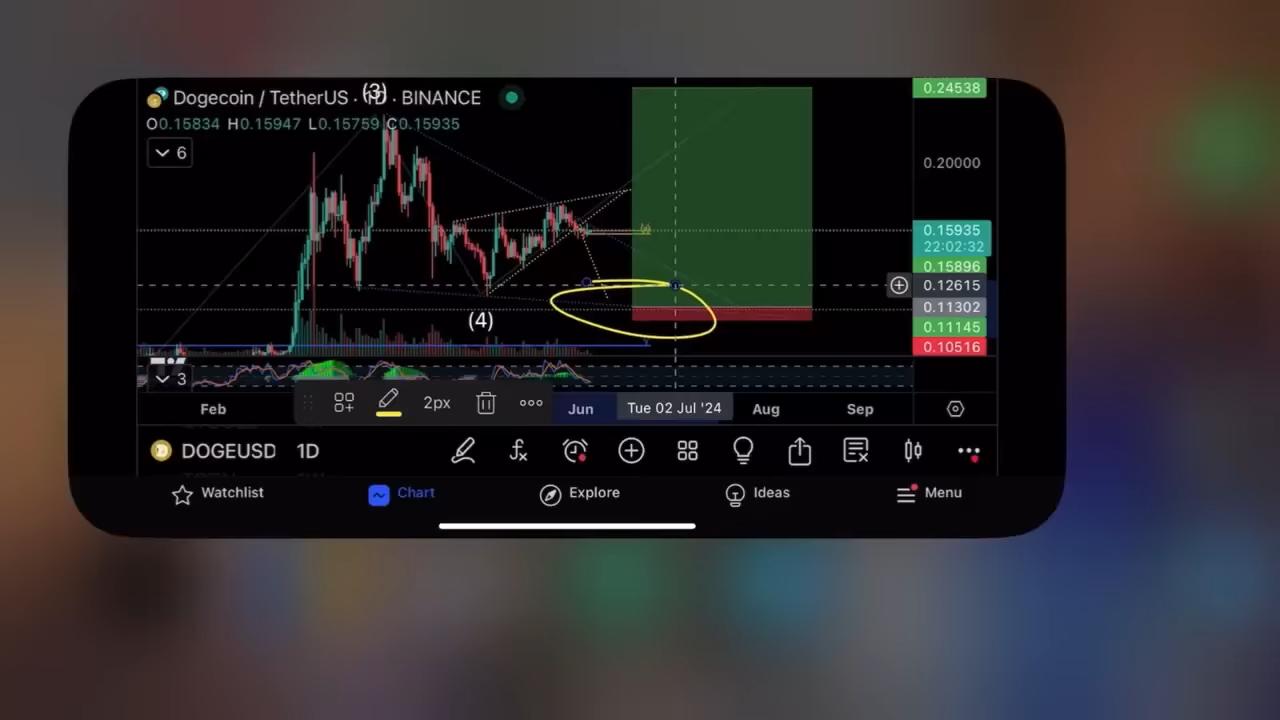 (3)
Dogecoin / TetherUS · 1D · BINANCE
O0.15834 H0.15947 L0.15759 C0.15935
6
0.24538
0.20000
0.15935
22:02:32
0.15896
0.12615
0.11302
0.11145
0.10516
(4)
3
Feb
2px
Jun
Tue 02 Jul '24
Aug
Sep
DOGEUSD 1D
Watchlist
Chart
Explore
Ideas
Menu